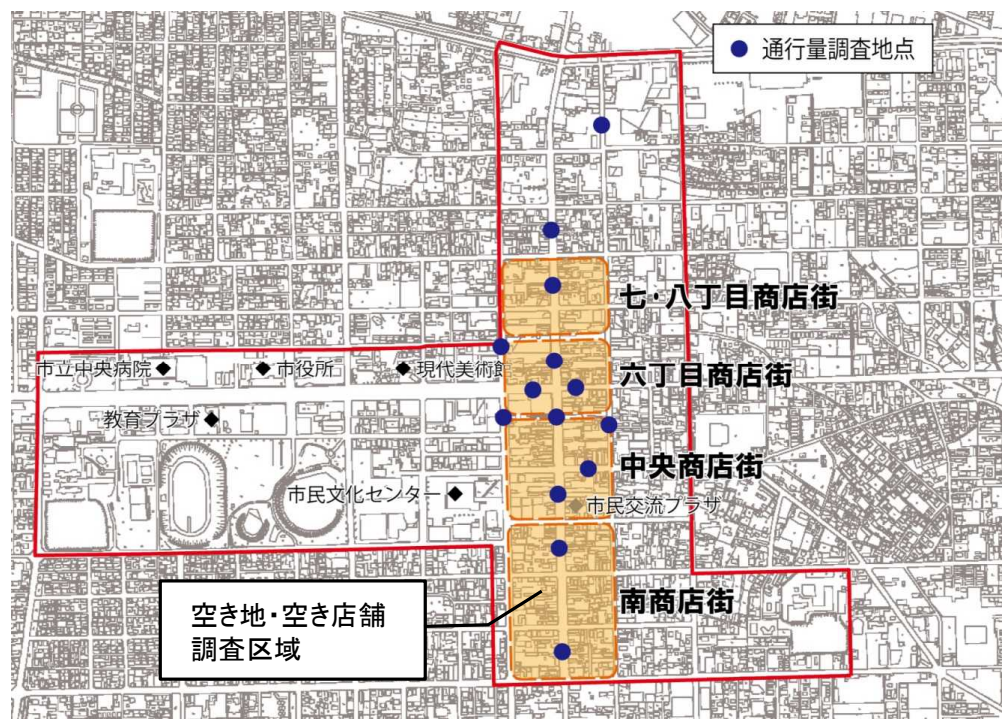 通行量調査地点
七・八丁目商店街
市立中央病院
市役所
現代美術館
六丁目商店街
教育プラザ
中央商店街
市民文化センター
市民交流プラザ
空き地・空き店舗
調査区域
南商店街